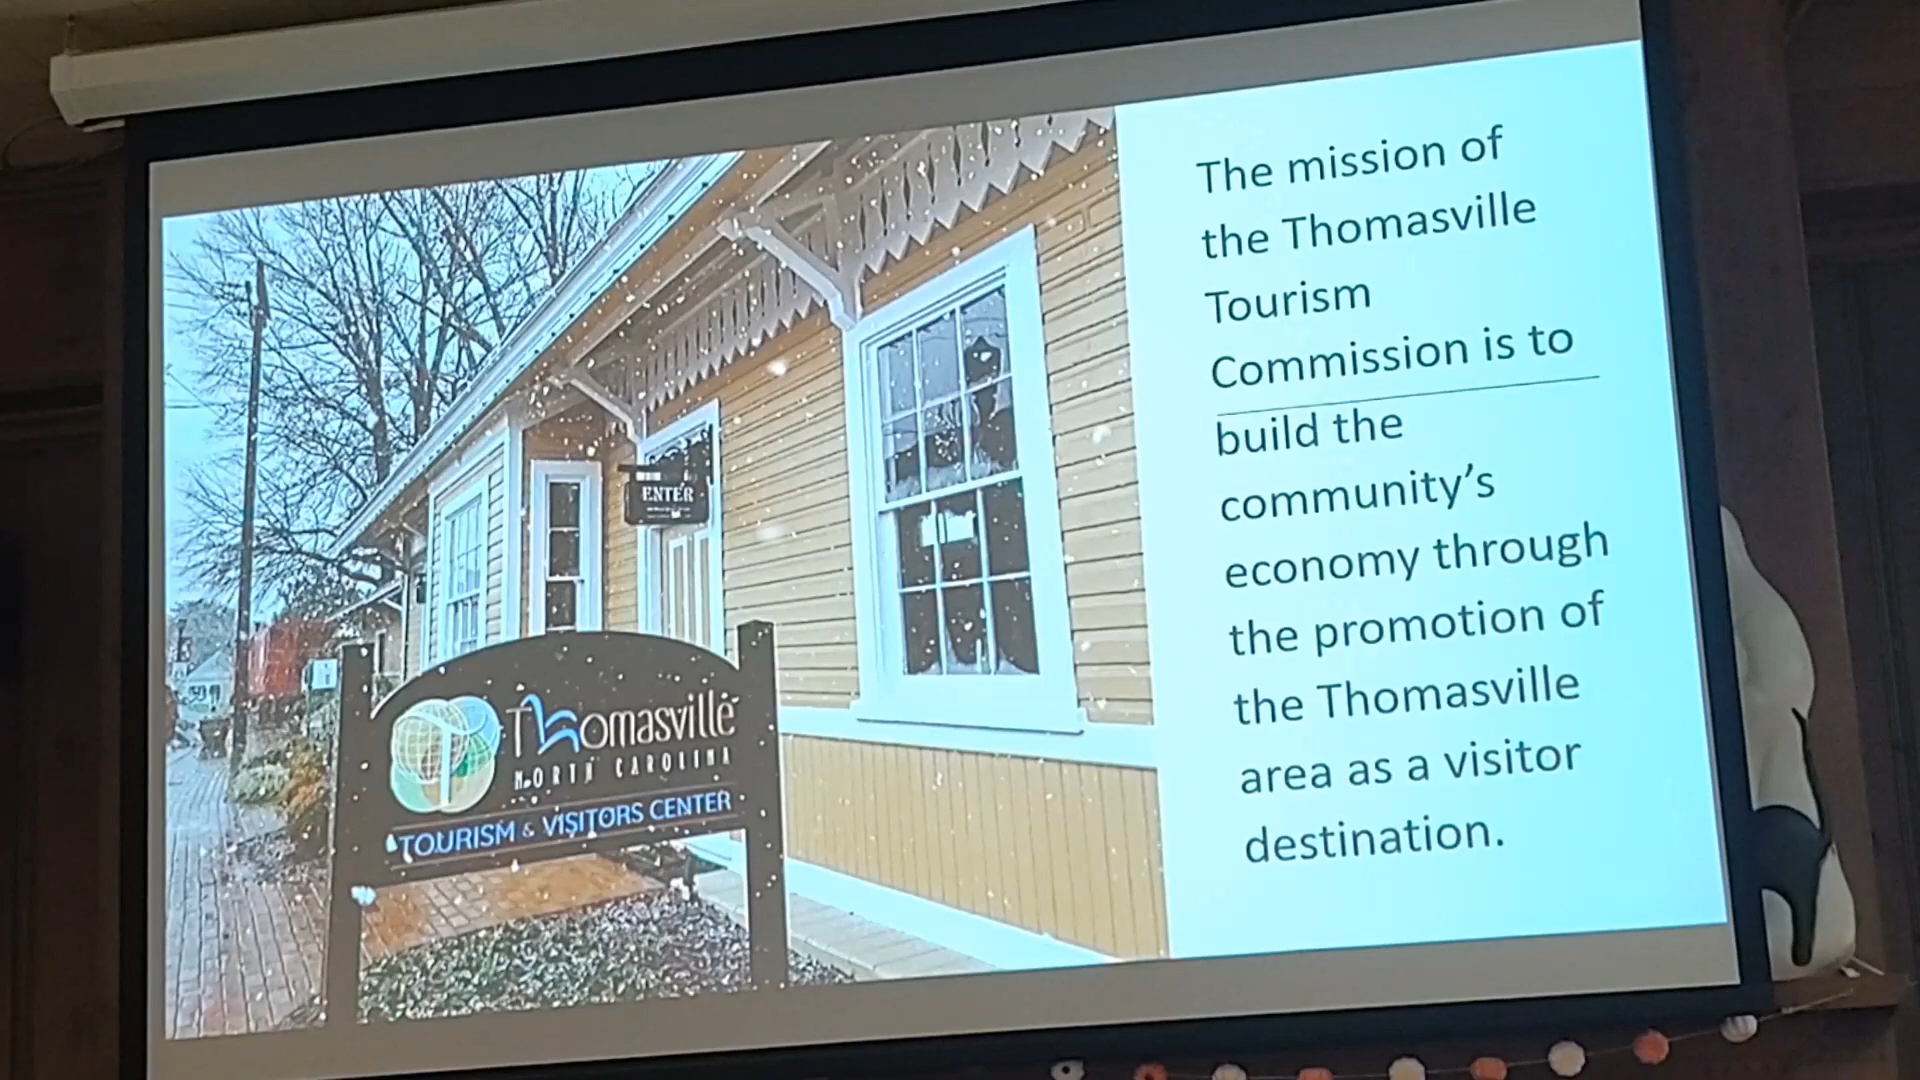 ENTER
Thomasville
NORTH CAROLINA
TOURISM & VISITORS CENTER
The mission of
the Thomasville
Tourism
Commission is to
build the
community's
economy through
the promotion of
the Thomasville
area as a visitor
destination.